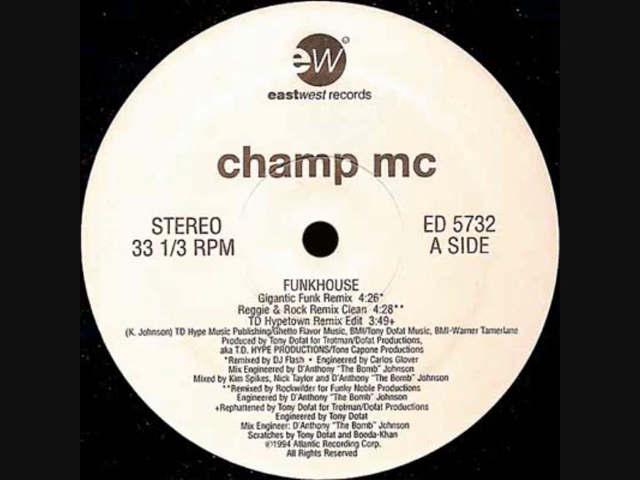 ew
eastwest records
champ mc
STEREO
33 1/3 RPM
ED 5732
A SIDE
FUNKHOUSE
Gigantic Funk Remix 4:26*
Reggie & Rock Remix Clean 4:28**
TD Hypetown Remix Edit 3:49+
(K. Johnson) TD Hype Music Publishing/Ghetto Flavor Music, BMI/Tony Dofat Music, BMI-Warner Tamerlane
Produced by Tony Dofat for Trotman/Dofat Productions,
aka T.D. HYPE PRODUCTIONS/Tone Capone Productions
*Remixed by DJ Flash • Engineered by Carlos Glover
Mix Engineered by D'Anthony "The Bomb" Johnson
Mixed by Kim Spikes, Nick Taylor and D'Anthony "The Bomb" Johnson
**Remixed by Rockwilder for Funky Noble Productions
Engineered by D'Anthony "The Bomb" Johnson
+Rephattened by Tony Dofat for Trotman/Dofat Productions
Engineered by Tony Dofat
Mix Engineer: D'Anthony "The Bomb" Johnson
Scratches by Tony Dofat and Booda-Khan
℗1994 Atlantic Recording Corp.
All Rights Reserved